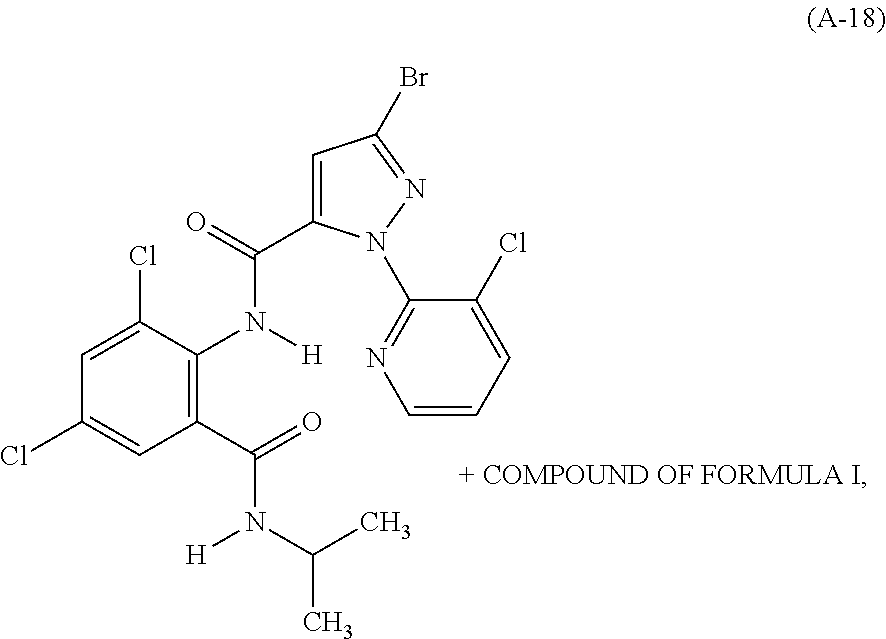 (A-18)
Br
N
O
N
Cl
Cl
N
H
N
O
Cl
+ COMPOUND OF FORMULA I,
N
CH3
H
CH3